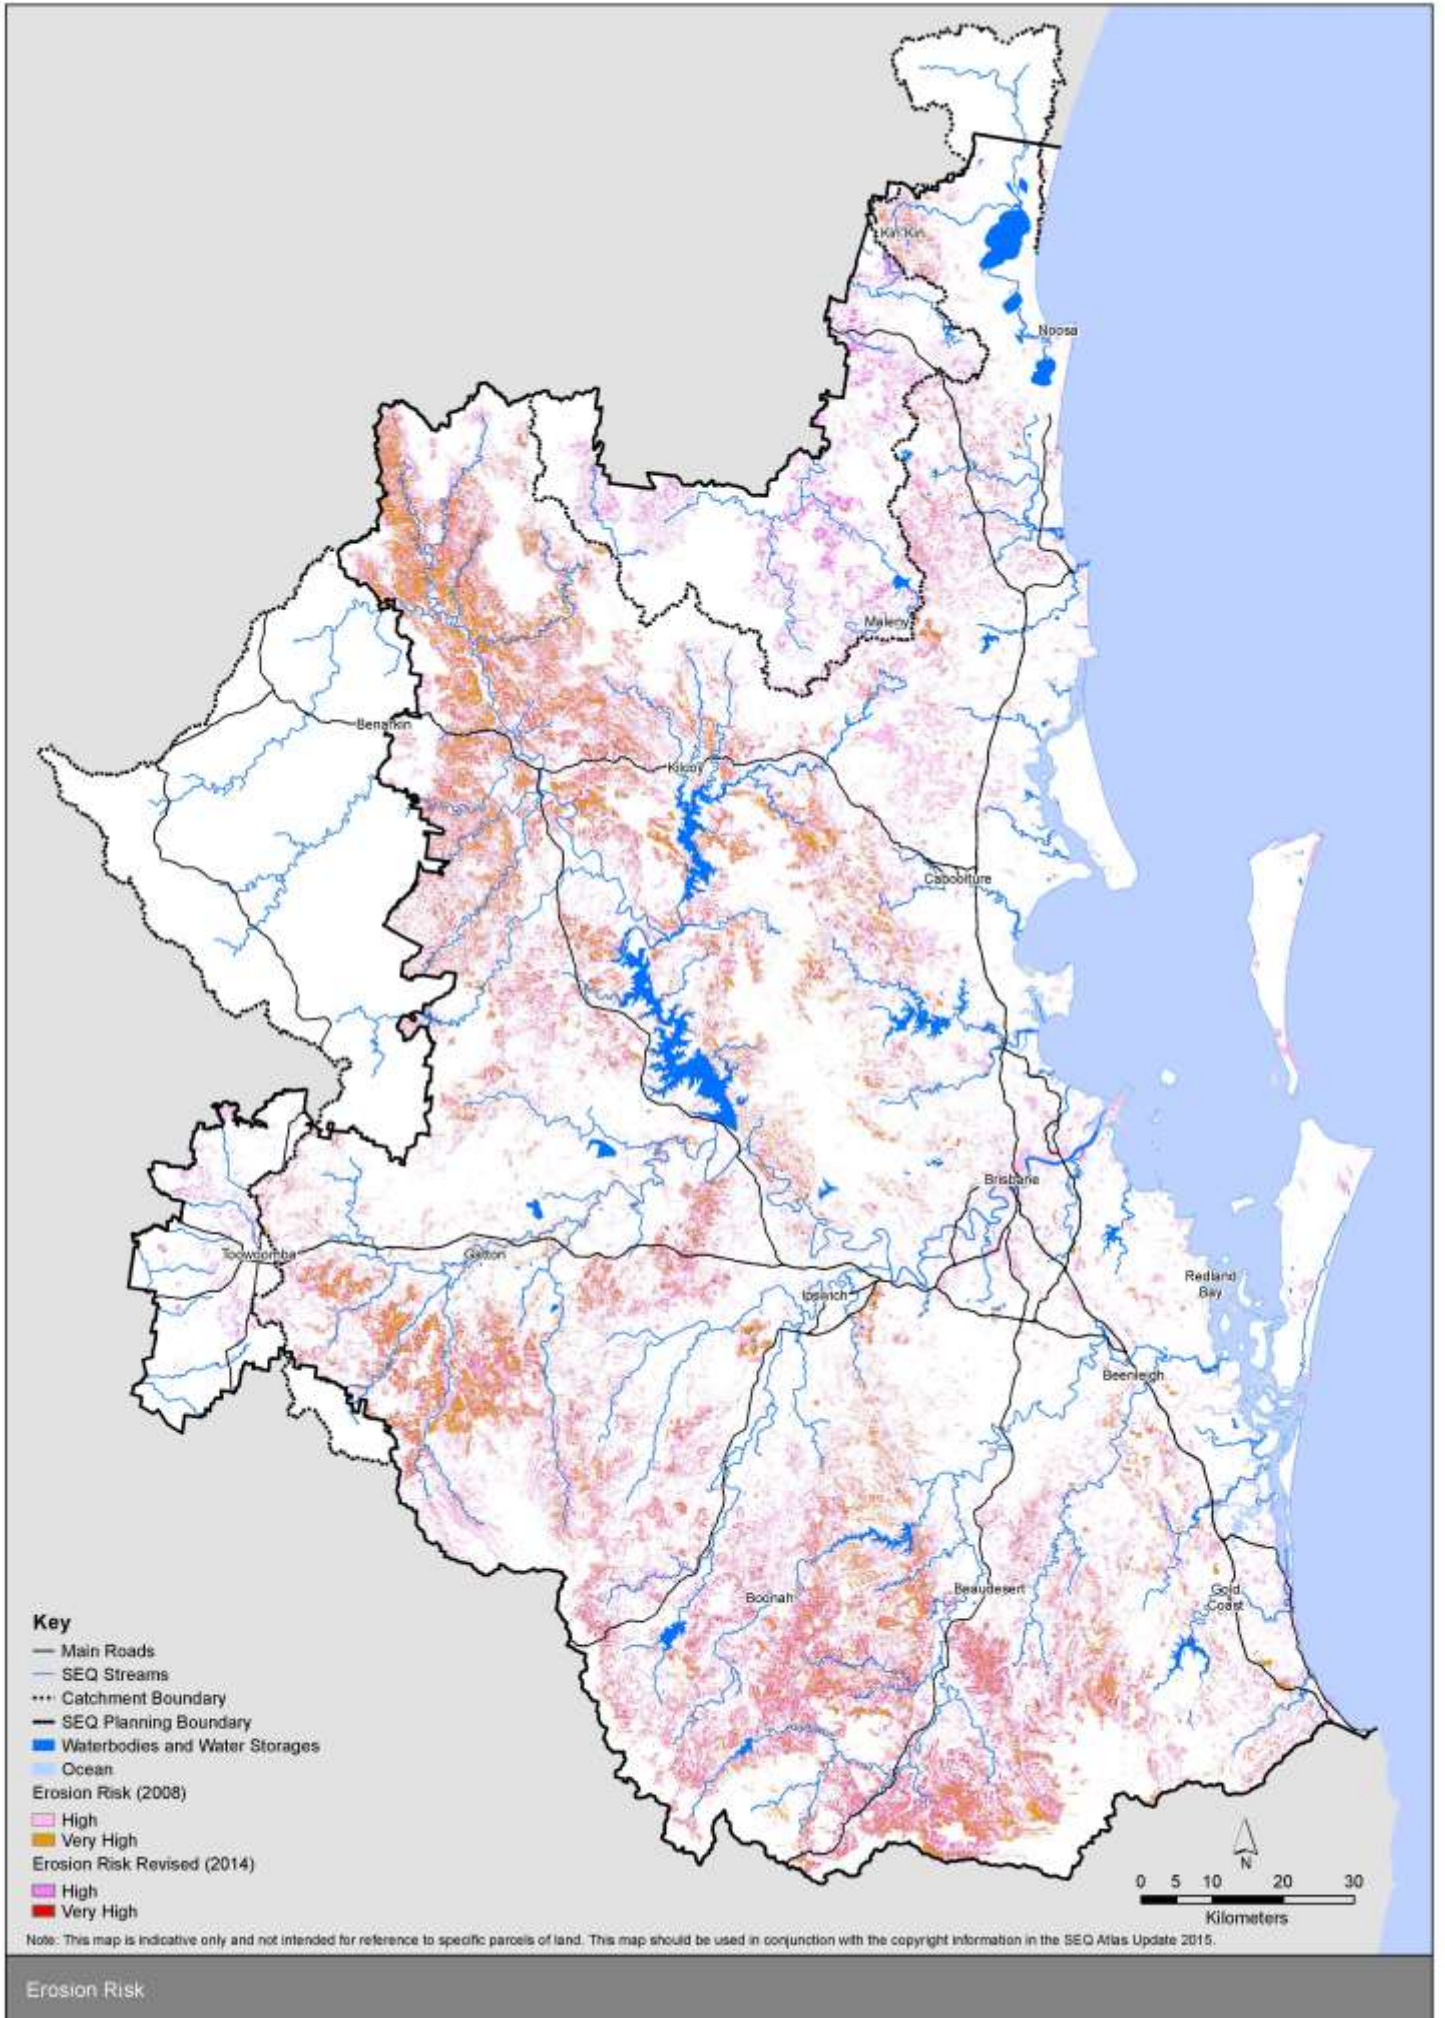 Kin Kin
Noosa
Maleny
Benarkin
Kilcoy
Caboolture
Brisbane
Toowoomba
Gatton
Redland
Bay
Ipswich
Beenleigh
Boonah
Beaudesert
Gold
Coast
Key
Main Roads
SEQ Streams
Catchment Boundary
SEQ Planning Boundary
Waterbodies and Water Storages
Ocean
Erosion Risk (2008)
High
Very High
Erosion Risk Revised (2014)
High
Very High
N
0 5 10 20 30
Kilometers
Note: This map is indicative only and not intended for reference to specific parcels of land. This map should be used in conjunction with the copyright information in the SEQ Atlas Update 2015.
Erosion Risk